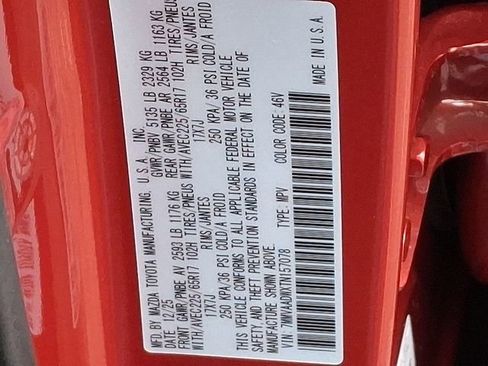 MFD BY MAZDA TOYOTA MANUFACTURING, U.S.A., INC.
DATE 12/25 GVWR/PNBV 5135 LB 2329 KG
FRONT GAWR/PNBE AV 2593 LB 1176 KG REAR GAWR/PNBE AR 2564 LB 1163 KG
WITH/AVEC225/65R17 102H TIRES/PNEUS WITH/AVEC225/65R17 102H TIRES/PNEUS
17X7J RIMS/JANTES 17X7J RIMS/JANTES
250 KPA/36 PSI COLD/A FROID 250 KPA/36 PSI COLD/A FROID
THIS VEHICLE CONFORMS TO ALL APPLICABLE FEDERAL MOTOR VEHICLE
SAFETY AND THEFT PREVENTION STANDARDS IN EFFECT ON THE DATE OF
MANUFACTURE SHOWN ABOVE.
TYPE: MPV COLOR CODE: 46V
MADE IN U.S.A.